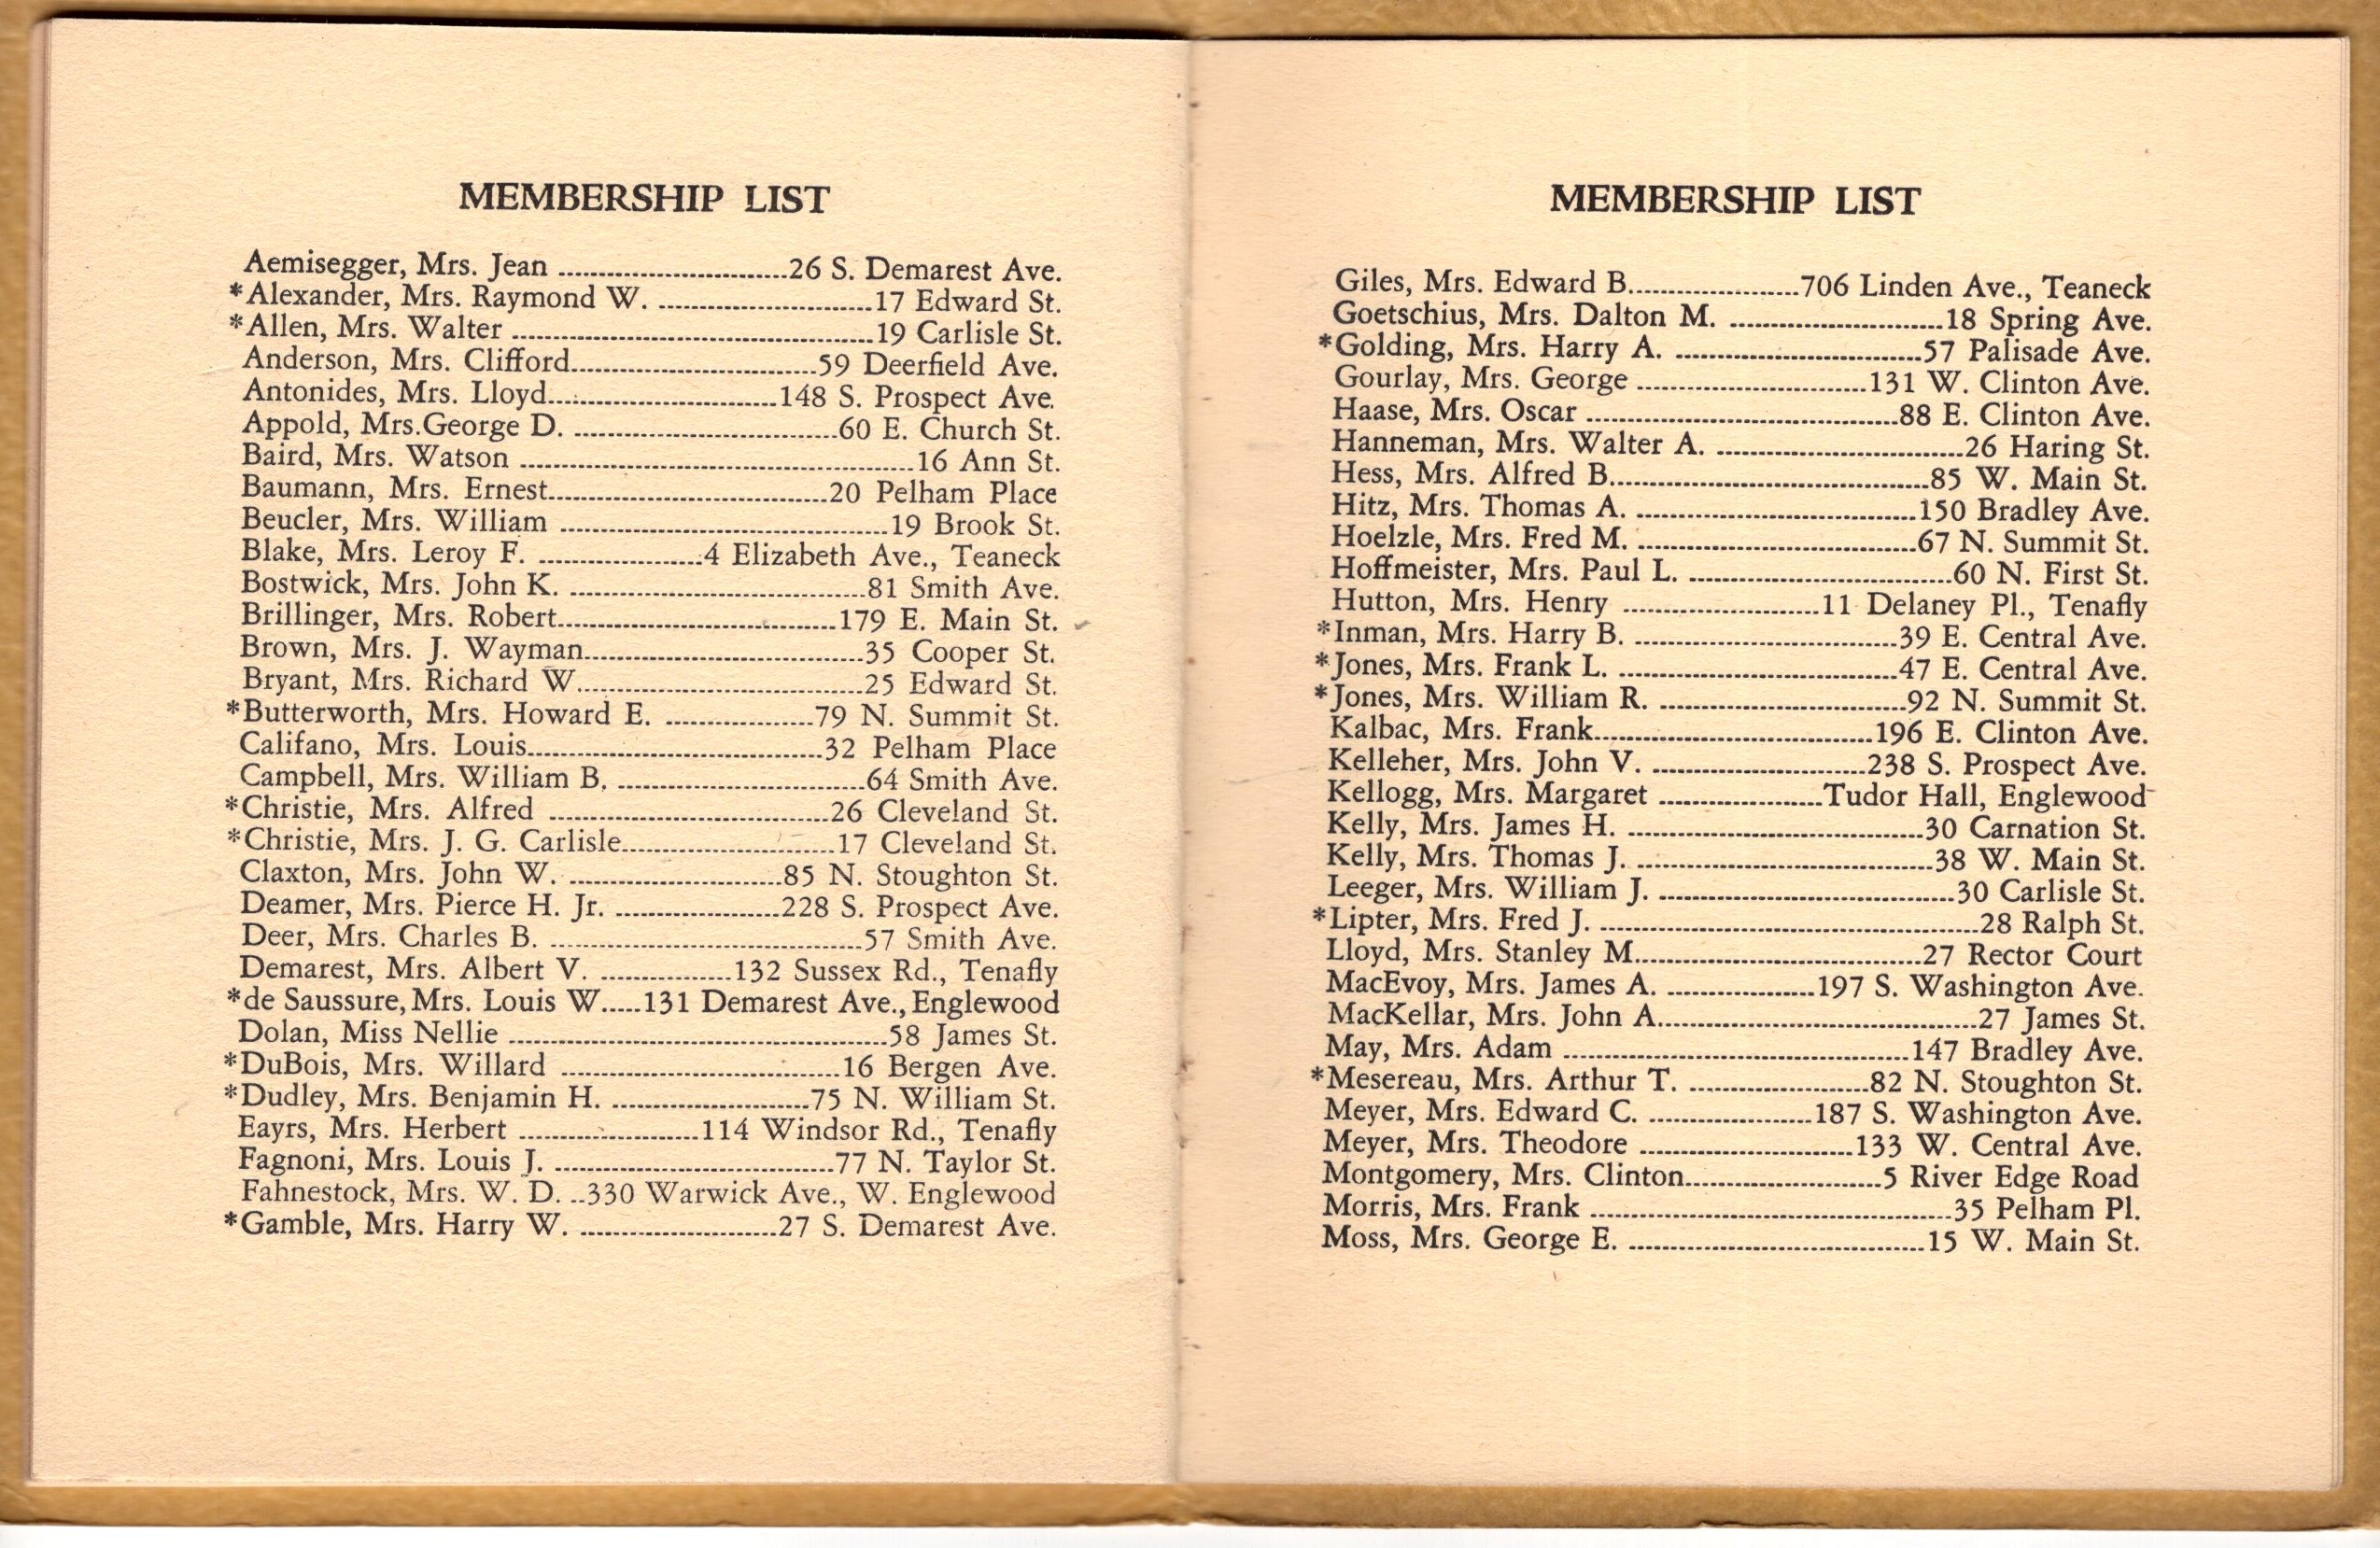 MEMBERSHIP LIST
Aemisegger, Mrs. Jean ............................26 S. Demarest Ave.
*Alexander, Mrs. Raymond W. ..........................17 Edward St.
*Allen, Mrs. Walter ............................................19 Carlisle St.
Anderson, Mrs. Clifford..............................59 Deerfield Ave.
Antonides, Mrs. Lloyd............................148 S. Prospect Ave.
Appold, Mrs.George D. ................................60 E. Church St.
Baird, Mrs. Watson ................................................16 Ann St.
Baumann, Mrs. Ernest..................................20 Pelham Place
Beucler, Mrs. William ........................................19 Brook St.
Blake, Mrs. Leroy F. ....................4 Elizabeth Ave., Teaneck
Bostwick, Mrs. John K. ....................................81 Smith Ave.
Brillinger, Mrs. Robert..................................179 E. Main St.
Brown, Mrs. J. Wayman..................................35 Cooper St.
Bryant, Mrs. Richard W...................................25 Edward St.
*Butterworth, Mrs. Howard E. ..................79 N. Summit St.
Califano, Mrs. Louis....................................32 Pelham Place
Campbell, Mrs. William B. ..............................64 Smith Ave.
*Christie, Mrs. Alfred ..................................26 Cleveland St.
*Christie, Mrs. J. G. Carlisle..........................17 Cleveland St.
Claxton, Mrs. John W. ..........................85 N. Stoughton St.
Deamer, Mrs. Pierce H. Jr. ....................228 S. Prospect Ave.
Deer, Mrs. Charles B. ......................................57 Smith Ave.
Demarest, Mrs. Albert V. ................132 Sussex Rd., Tenafly
*de Saussure, Mrs. Louis W.....131 Demarest Ave., Englewood
Dolan, Miss Nellie ..............................................58 James St.
*DuBois, Mrs. Willard ..................................16 Bergen Ave.
*Dudley, Mrs. Benjamin H. ........................75 N. William St.
Eayrs, Mrs. Herbert ......................114 Windsor Rd., Tenafly
Fagnoni, Mrs. Louis J. ..................................77 N. Taylor St.
Fahnestock, Mrs. W. D. ..330 Warwick Ave., W. Englewood
*Gamble, Mrs. Harry W. ........................27 S. Demarest Ave.
MEMBERSHIP LIST
Giles, Mrs. Edward B.....................706 Linden Ave., Teaneck
Goetschius, Mrs. Dalton M. ..........................18 Spring Ave.
*Golding, Mrs. Harry A. ..............................57 Palisade Ave.
Gourlay, Mrs. George ............................131 W. Clinton Ave.
Haase, Mrs. Oscar ......................................88 E. Clinton Ave.
Hanneman, Mrs. Walter A. ..............................26 Haring St.
Hess, Mrs. Alfred B.......................................85 W. Main St.
Hitz, Mrs. Thomas A. ..................................150 Bradley Ave.
Hoelzle, Mrs. Fred M. ..................................67 N. Summit St.
Hoffmeister, Mrs. Paul L. ................................60 N. First St.
Hutton, Mrs. Henry ........................11 Delaney Pl., Tenafly
*Inman, Mrs. Harry B. ................................39 E. Central Ave.
*Jones, Mrs. Frank L. ..................................47 E. Central Ave.
*Jones, Mrs. William R. ..............................92 N. Summit St.
Kalbac, Mrs. Frank..................................196 E. Clinton Ave.
Kelleher, Mrs. John V. ..........................238 S. Prospect Ave.
Kellogg, Mrs. Margaret ....................Tudor Hall, Englewood
Kelly, Mrs. James H. ....................................30 Carnation St.
Kelly, Mrs. Thomas J. ....................................38 W. Main St.
Leeger, Mrs. William J. ....................................30 Carlisle St.
*Lipter, Mrs. Fred J. ..............................................28 Ralph St.
Lloyd, Mrs. Stanley M...................................27 Rector Court
MacEvoy, Mrs. James A. ..................197 S. Washington Ave.
MacKellar, Mrs. John A.......................................27 James St.
May, Mrs. Adam ..........................................147 Bradley Ave.
*Mesereau, Mrs. Arthur T. ......................82 N. Stoughton St.
Meyer, Mrs. Edward C. ....................187 S. Washington Ave.
Meyer, Mrs. Theodore ..........................133 W. Central Ave.
Montgomery, Mrs. Clinton........................5 River Edge Road
Morris, Mrs. Frank ............................................35 Pelham Pl.
Moss, Mrs. George E. ....................................15 W. Main St.